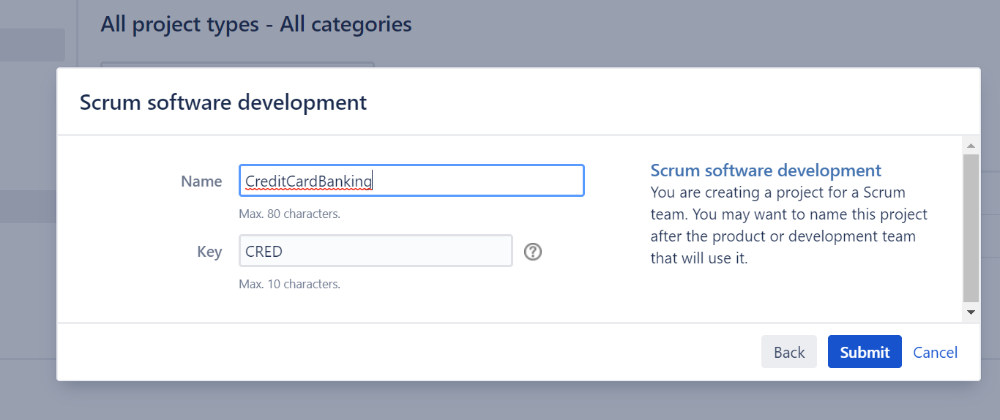 All project types - All categories
Scrum software development
Name
CreditCardBanking
Max. 80 characters.
Key
CRED
?
Max. 10 characters.
Scrum software development
You are creating a project for a Scrum
team. You may want to name this project
after the product or development team
that will use it.
Back
Submit
Cancel